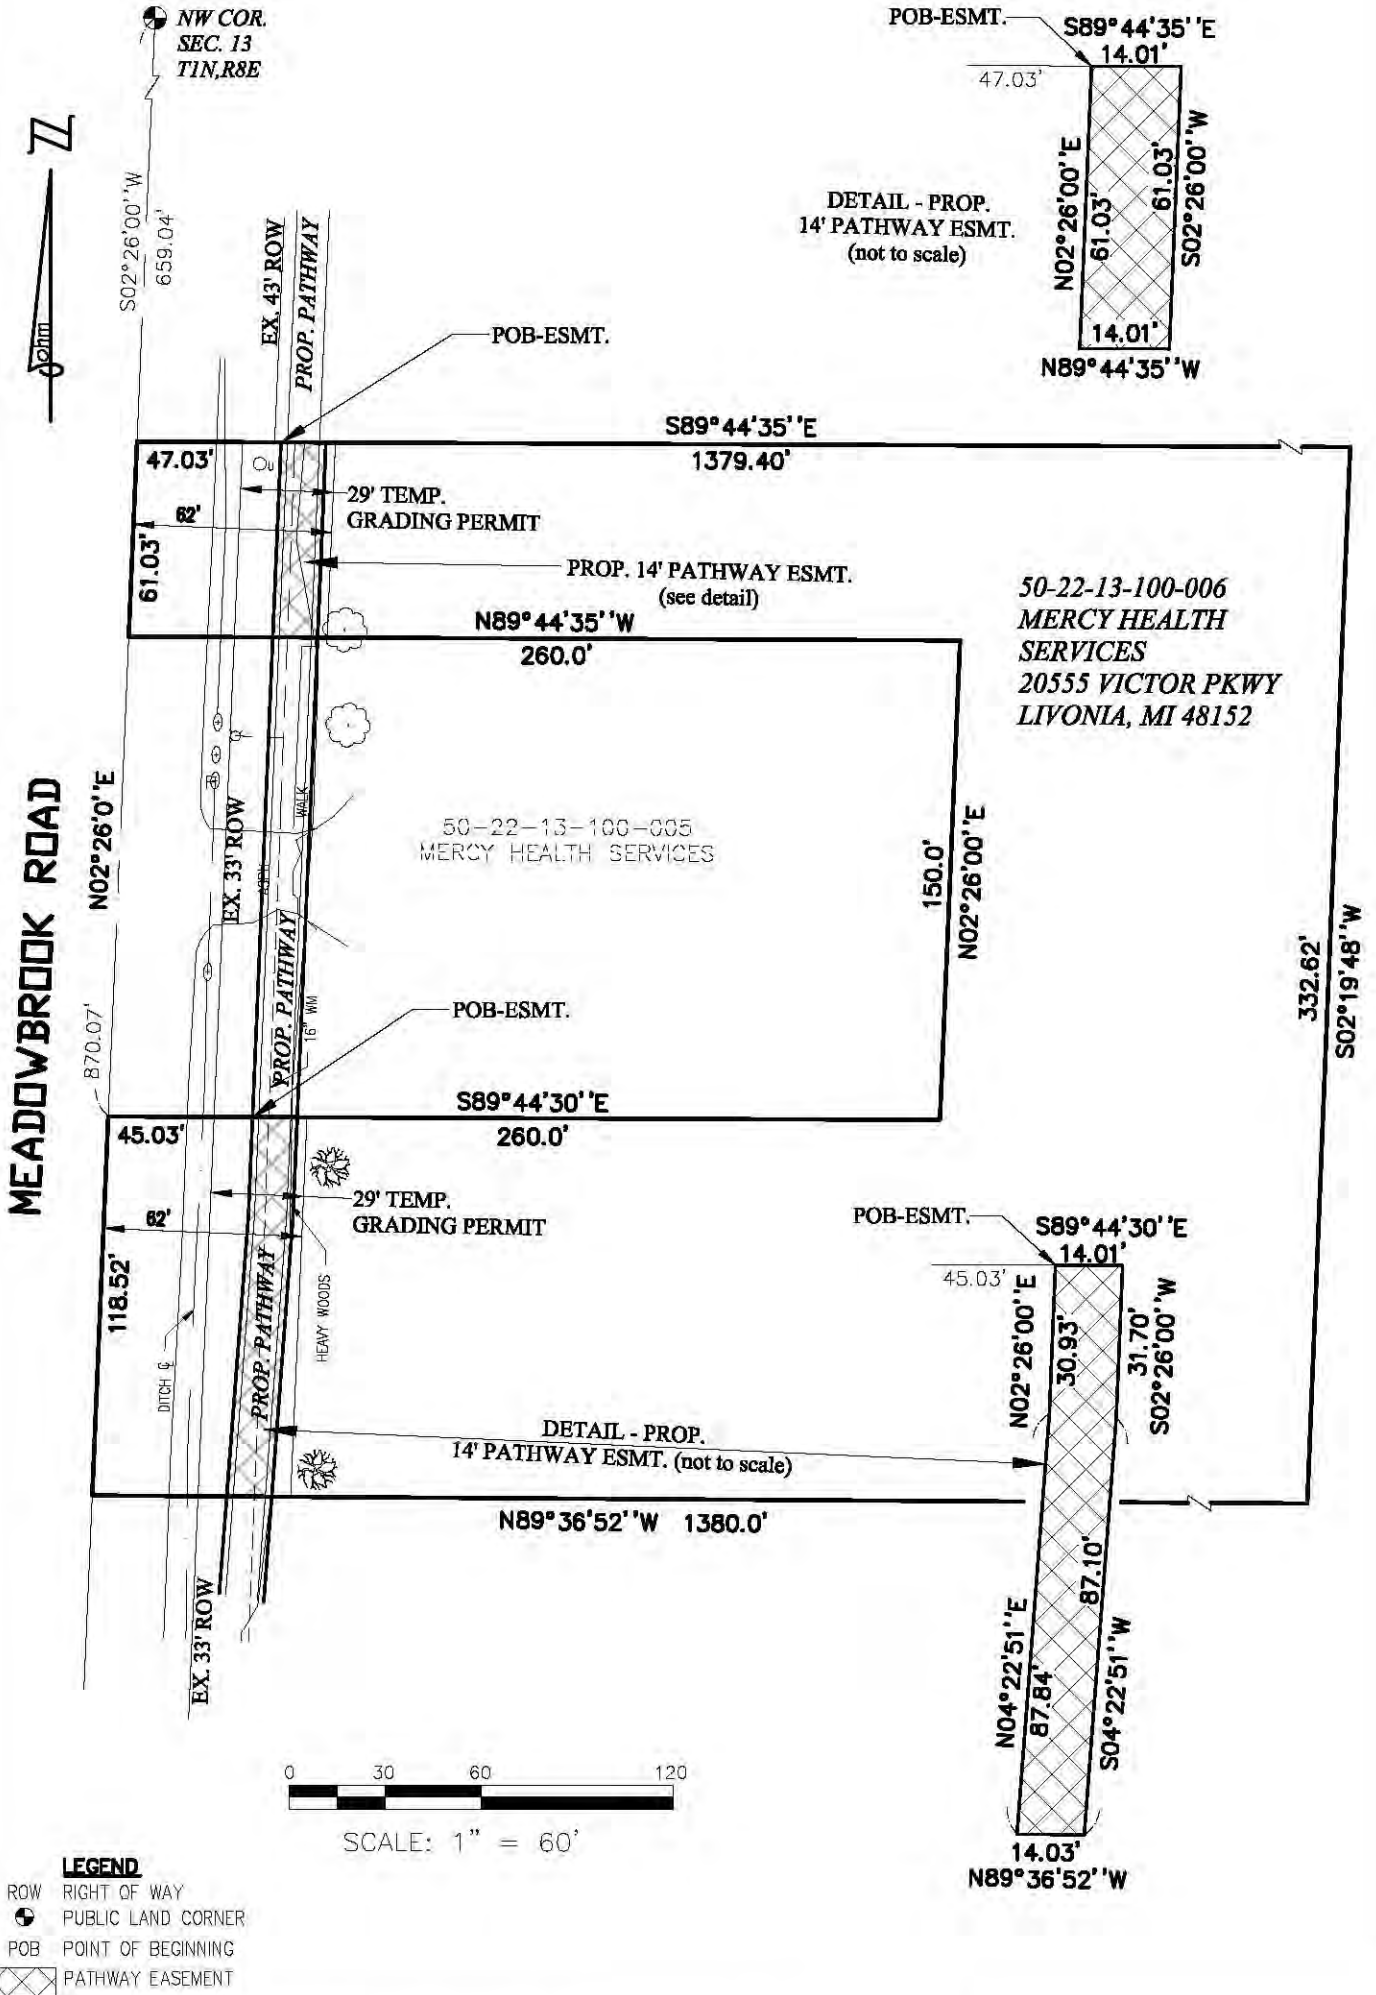 NW COR.
SEC. 13
T1N,R8E
Z
ohm
S02°26'00''W
659.04'
EX. 43' ROW
PROP. PATHWAY
POB-ESMT.
POB-ESMT.
S89°44'35''E
14.01'
47.03'
N02°26'00''E
61.03'
61.03'
S02°26'00''W
DETAIL - PROP.
14' PATHWAY ESMT.
(not to scale)
14.01'
N89°44'35''W
S89°44'35''E
1379.40'
47.03'
62'
61.03'
29' TEMP.
GRADING PERMIT
PROP. 14' PATHWAY ESMT.
(see detail)
N89°44'35''W
260.0'
50-22-13-100-006
MERCY HEALTH
SERVICES
20555 VICTOR PKWY
LIVONIA, MI 48152
MEADOWBROOK ROAD
N02°26'0''E
870.07'
EX. 33' ROW
ASPH
WALK
PROP. PATHWAY
16" WM
50-22-13-100-005
MERCY HEALTH SERVICES
150.0'
N02°26'00''E
332.62'
S02°19'48''W
POB-ESMT.
S89°44'30''E
260.0'
45.03'
62'
118.52'
29' TEMP.
GRADING PERMIT
DITCH ℄
PROP. PATHWAY
HEAVY WOODS
POB-ESMT.
S89°44'30''E
14.01'
45.03'
N02°26'00''E
30.93'
31.70'
S02°26'00''W
DETAIL - PROP.
14' PATHWAY ESMT. (not to scale)
N89°36'52''W 1380.0'
EX. 33' ROW
87.10'
N04°22'51''E
87.84'
S04°22'51''W
14.03'
N89°36'52''W
0 30 60 120
SCALE: 1" = 60'
LEGEND
ROW RIGHT OF WAY
PUBLIC LAND CORNER
POB POINT OF BEGINNING
PATHWAY EASEMENT